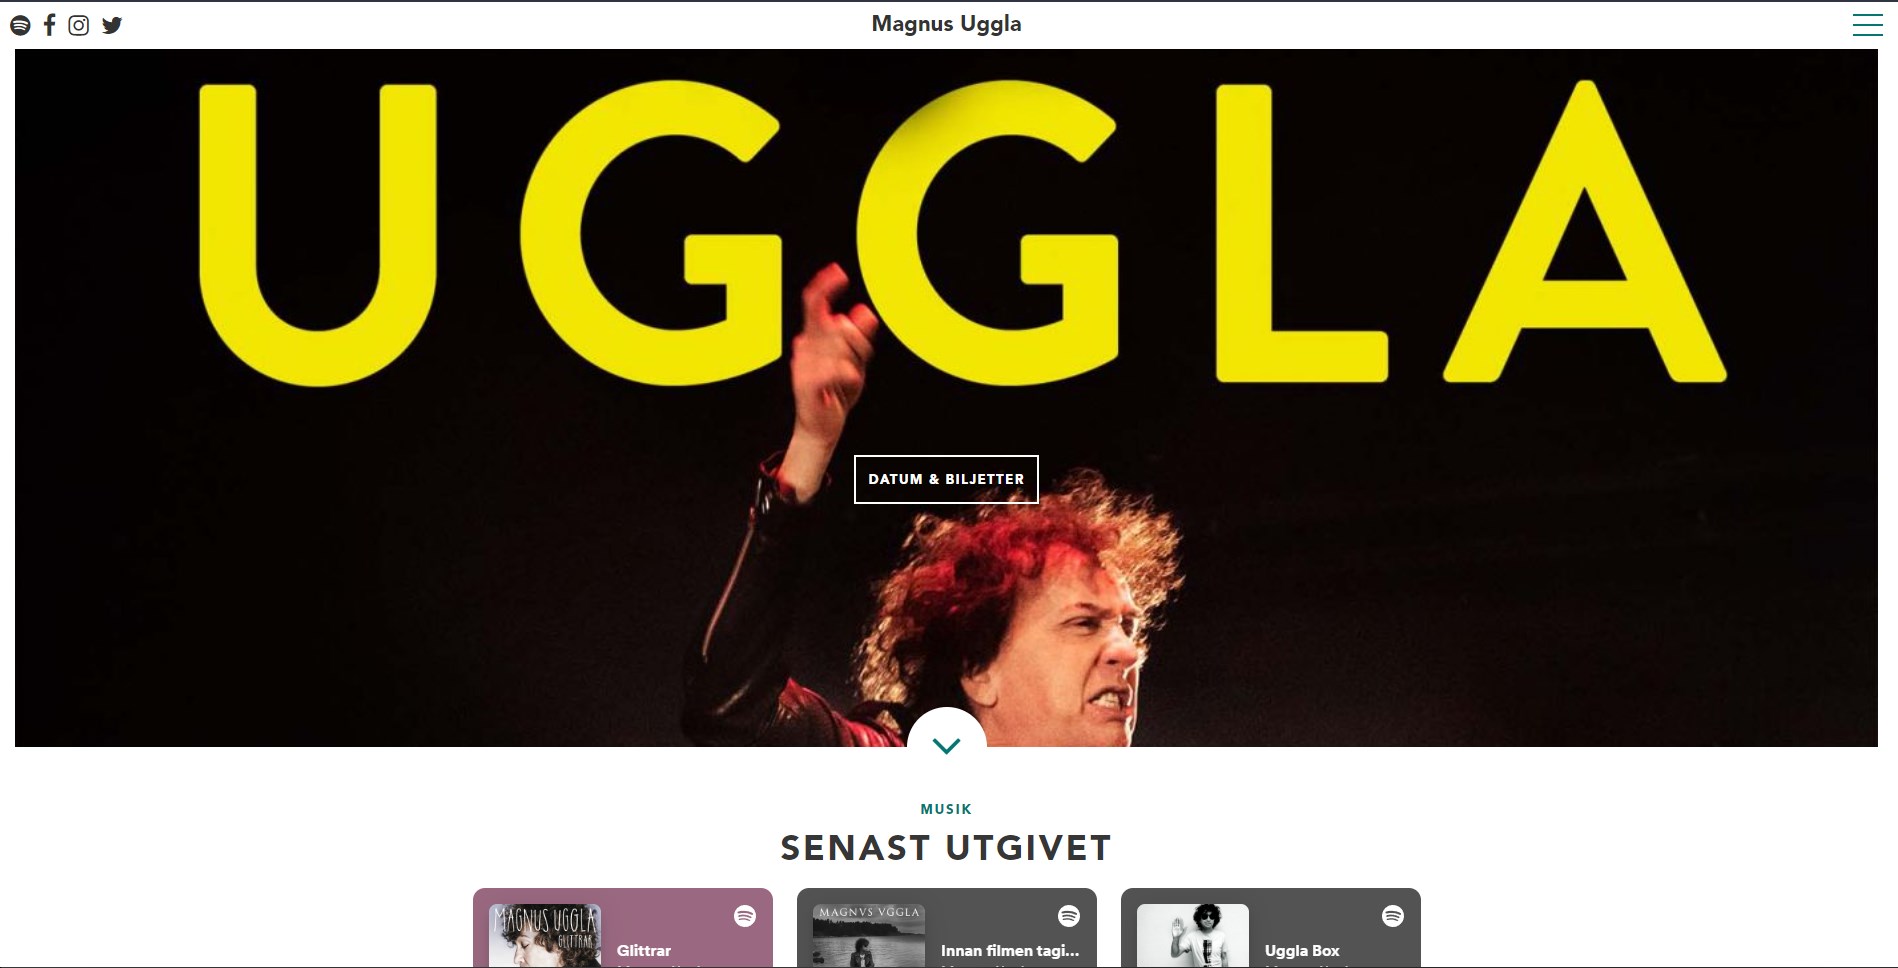 Magnus Uggla
UGGLA
DATUM & BILJETTER
MUSIK
SENAST UTGIVET
MAGNUS UGGLA
GLITTRAR
Glittrar
MAGNVS VGGLA
Innan filmen tagi...
Uggla Box